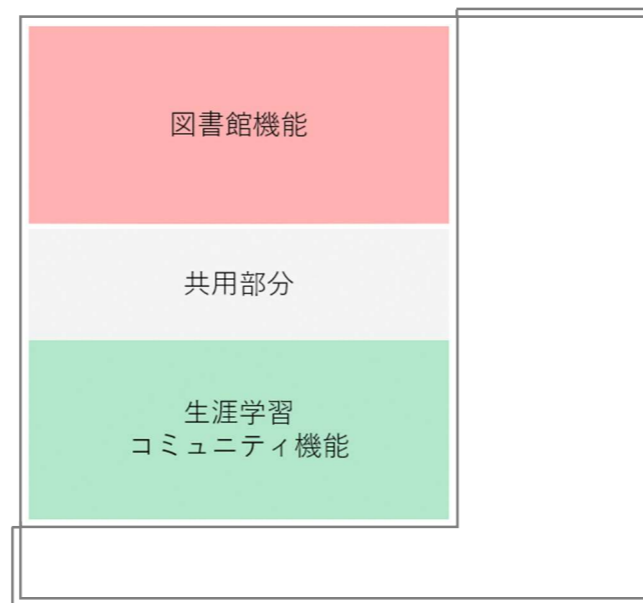 図書館機能
共用部分
生涯学習
コミュニティ機能